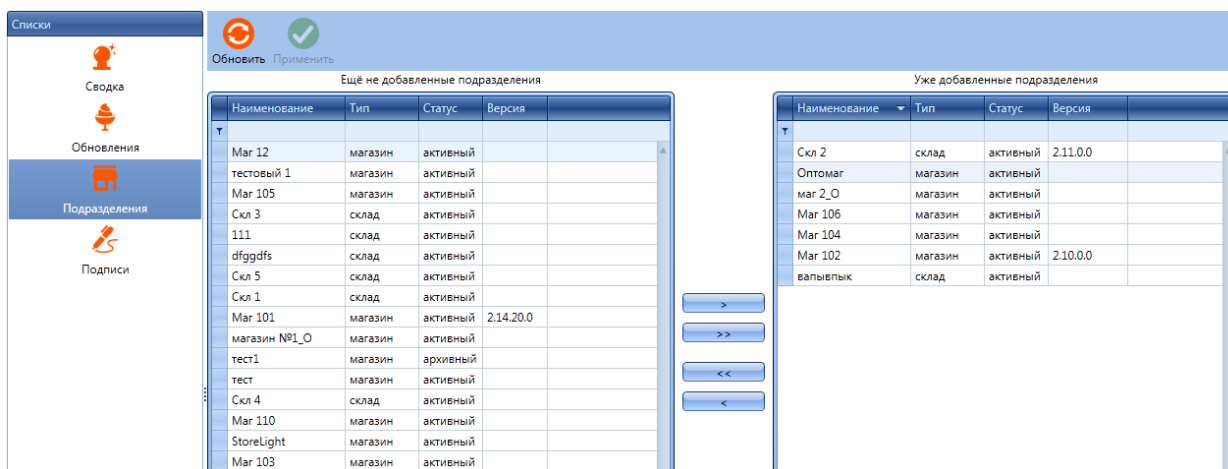 Списки
Сводка
Обновления
Подразделения
Подписи
Обновить Применить
Ещё не добавленные подразделения
Наименование Тип Статус Версия
Маг 12 магазин активный
тестовый 1 магазин активный
Маг 105 магазин активный
Скл 3 склад активный
111 склад активный
dfggdfs склад активный
Скл 5 склад активный
Скл 1 склад активный
Маг 101 магазин активный 2.14.20.0
магазин №1_О магазин активный
тест1 магазин архивный
тест магазин активный
Скл 4 склад активный
Маг 110 магазин активный
StoreLight магазин активный
Маг 103 магазин активный
>
>>
<<
<
Уже добавленные подразделения
Наименование Тип Статус Версия
Скл 2 склад активный 2.11.0.0
Оптомаг магазин активный
маг 2_О магазин активный
Маг 106 магазин активный
Маг 104 магазин активный
Маг 102 магазин активный 2.10.0.0
вапывпык склад активный